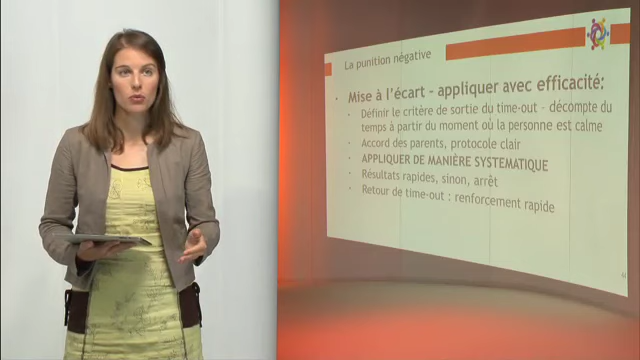 La punition négative
• Mise à l'écart - appliquer avec efficacité:
• Définir le critère de sortie du time-out – décompte du
temps à partir du moment où la personne est calme
• Accord des parents, protocole clair
• APPLIQUER DE MANIÈRE SYSTEMATIQUE
• Résultats rapides, sinon, arrêt
• Retour de time-out : renforcement rapide